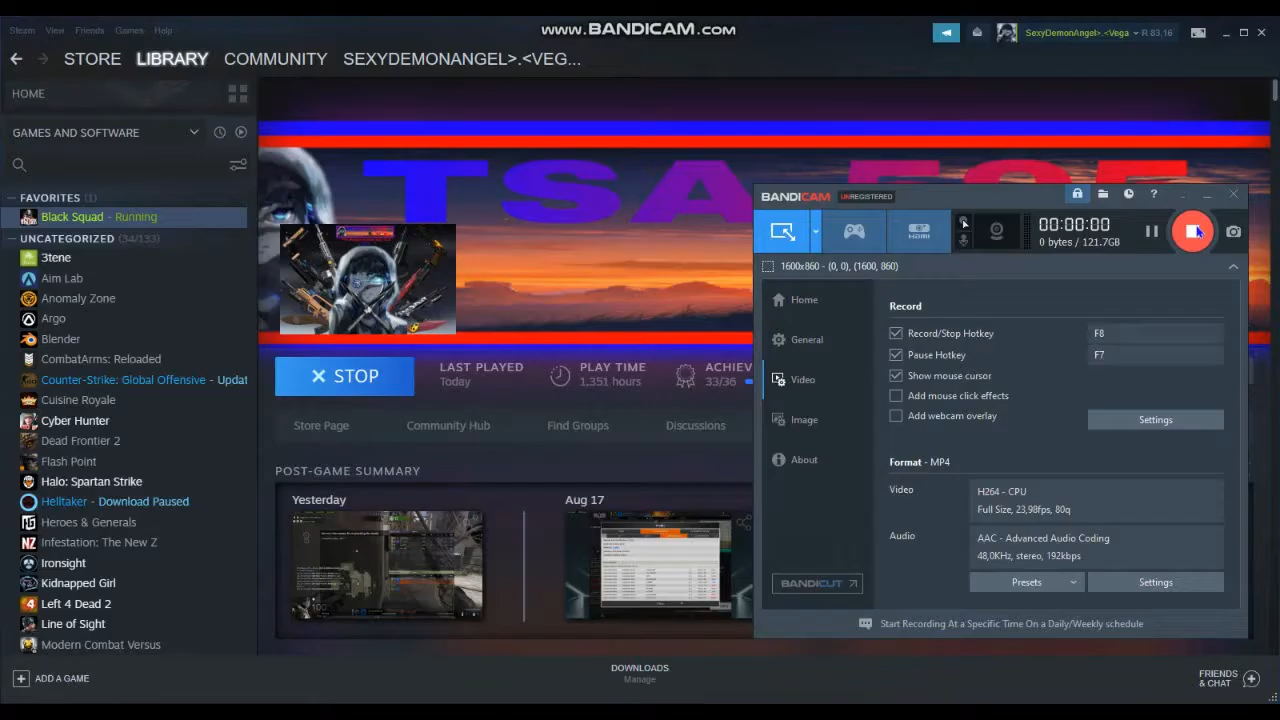 www.BANDICAM.com
Steam View Friends Games Help
SexyDemonAngel>.<Vega R 83,16
STORE LIBRARY COMMUNITY SEXYDEMONANGEL>.<VEG...
HOME
GAMES AND SOFTWARE
FAVORITES (1)
Black Squad - Running
UNCATEGORIZED (34/133)
3tene
Aim Lab
Anomaly Zone
Argo
Blender
CombatArms: Reloaded
Counter-Strike: Global Offensive - Updat
Cuisine Royale
Cyber Hunter
Dead Frontier 2
Flash Point
Halo: Spartan Strike
Helltaker - Download Paused
Heroes & Generals
Infestation: The New Z
Ironsight
Kidnapped Girl
Left 4 Dead 2
Line of Sight
Modern Combat Versus
ADD A GAME
TSA
STOP
LAST PLAYED
Today
PLAY TIME
1,351 hours
ACHIEV
33/36
Store Page Community Hub Find Groups Discussions
POST-GAME SUMMARY
Yesterday
Aug 17
DOWNLOADS
Manage
FRIENDS
& CHAT
BANDICAM UNREGISTERED
HDMI
00:00:00
0 bytes / 121.7GB
1600x860 - (0, 0), (1600, 860)
Home
General
Video
Image
About
BANDICUT
Record
Record/Stop Hotkey F8
Pause Hotkey F7
Show mouse cursor
Add mouse click effects
Add webcam overlay
Settings
Format - MP4
Video
H264 - CPU
Full Size, 23,98fps, 80q
Audio
AAC - Advanced Audio Coding
48,0KHz, stereo, 192kbps
Presets Settings
Start Recording At a Specific Time On a Daily/Weekly schedule